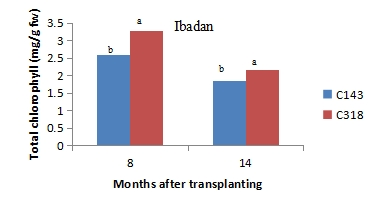 Ibadan
Total chlorophyll (mg/g fw)
3.5
3
2.5
2
1.5
1
0.5
0
b
a
b
a
8
14
Months after transplanting
C143
C318